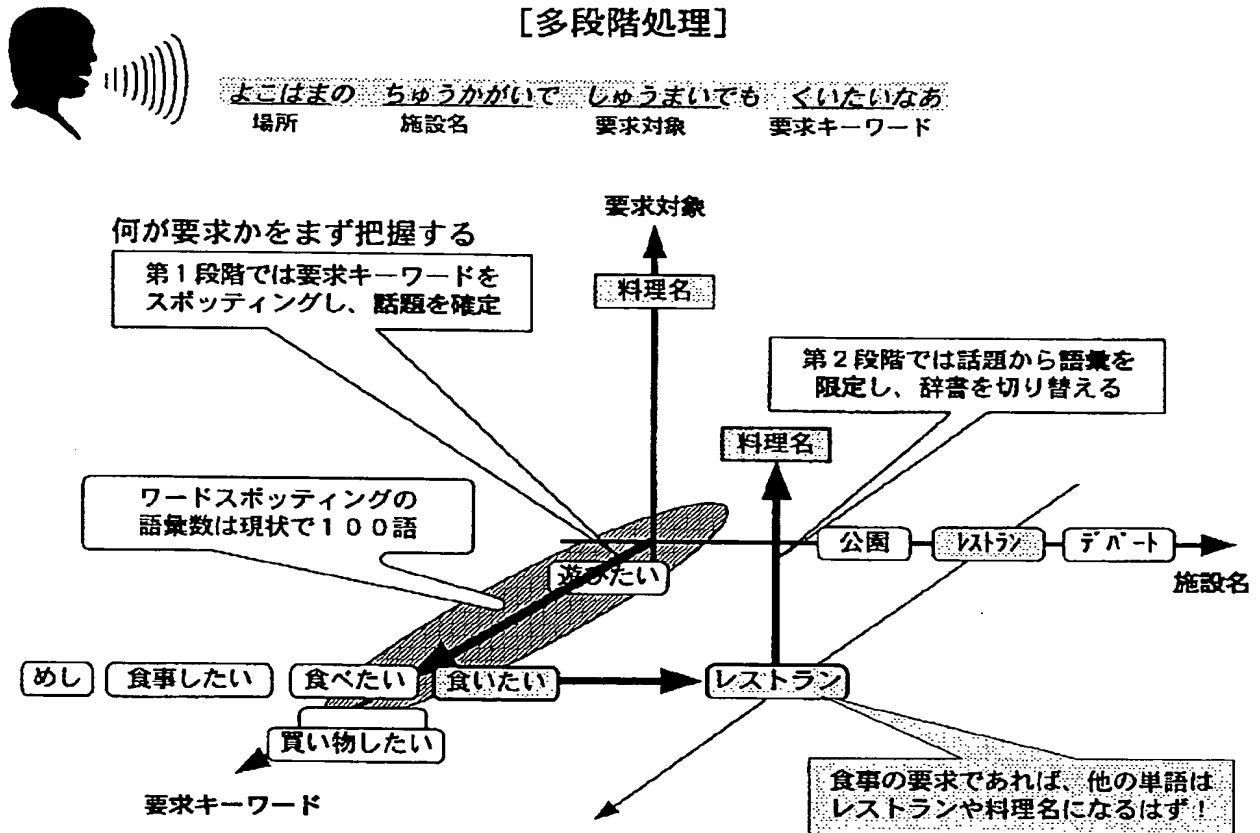 [多段階処理]
よこはまの ちゅうかがいで しゅうまいでも くいたいなあ
場所 施設名 要求対象 要求キーワード
要求対象
何が要求かをまず把握する
第1段階では要求キーワードを
スポッティングし、話題を確定
料理名
第2段階では話題から語彙を
限定し、辞書を切り替える
料理名
ワードスポッティングの
語彙数は現状で100語
公園 レストラン デパート
施設名
遊びたい
めし 食事したい 食べたい 食いたい レストラン
買い物したい
要求キーワード
食事の要求であれば、他の単語は
レストランや料理名になるはず!